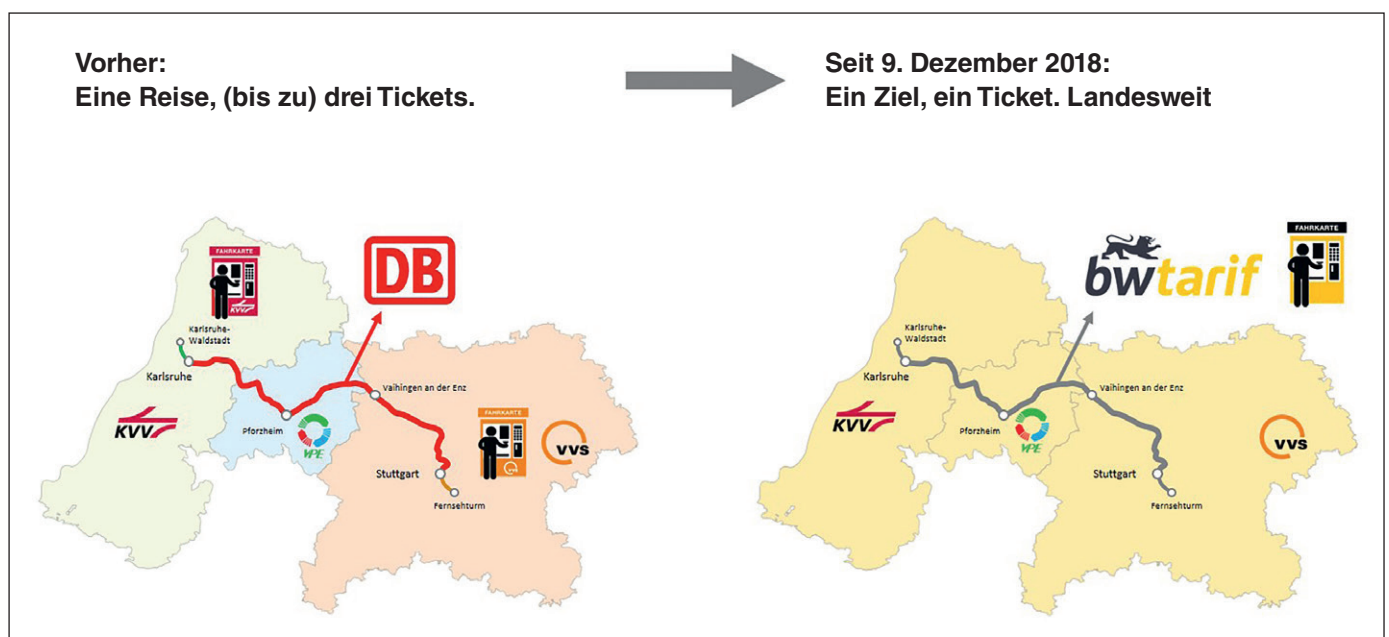 Vorher:
Eine Reise, (bis zu) drei Tickets.
Seit 9. Dezember 2018:
Ein Ziel, ein Ticket. Landesweit
FAHRKARTE
KVV
DB
Karlsruhe-
Waldstadt
Karlsruhe
KVV
Pforzheim
VPE
Vaihingen an der Enz
FAHRKARTE
VVS
Stuttgart
Fernsehturm
bwtarif
FAHRKARTE
Karlsruhe-
Waldstadt
Karlsruhe
KVV
Pforzheim
VPE
Vaihingen an der Enz
VVS
Stuttgart
Fernsehturm